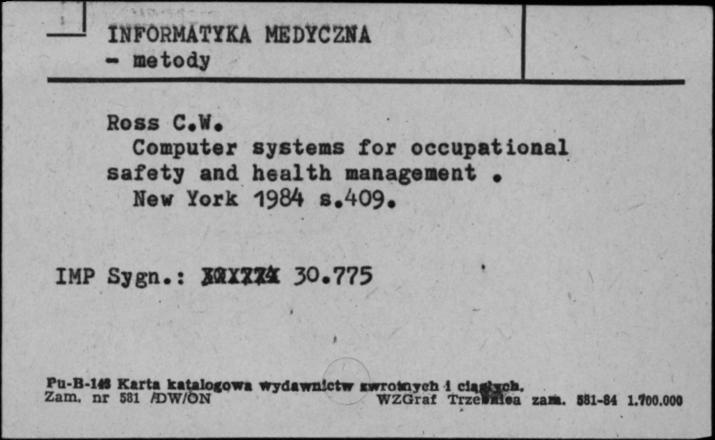 INFORMATYKA MEDYCZNA
- metody
Ross C.W.
Computer systems for occupational
safety and health management .
New York 1984 s.409.
IMP Sygn.: 30.775
Pu-B-148 Karta katalogowa wydawnictw zwrotnych i ciągłych.
Zam. nr 581 /DW/ÓN WZGraf Trzebnica zam. 581-84 1.700.000